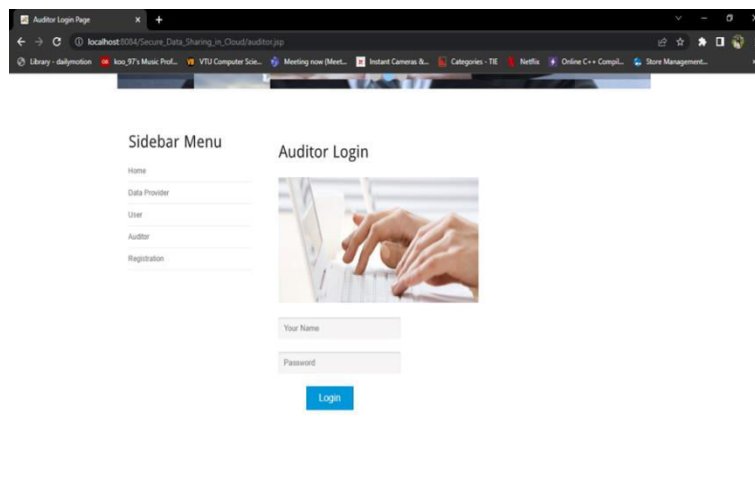 Auditor Login Page
localhost:8084/Secure_Data_Sharing_in_Cloud/auditor.jsp
Library - dailymotion koo_97's Music Prof... VTU Computer Scie... Meeting now (Meet... Instant Cameras &... Categories - TIE Netflix Online C++ Compil... Store Management...
Sidebar Menu
Home
Data Provider
User
Auditor
Registration
Auditor Login
Your Name
Password
Login